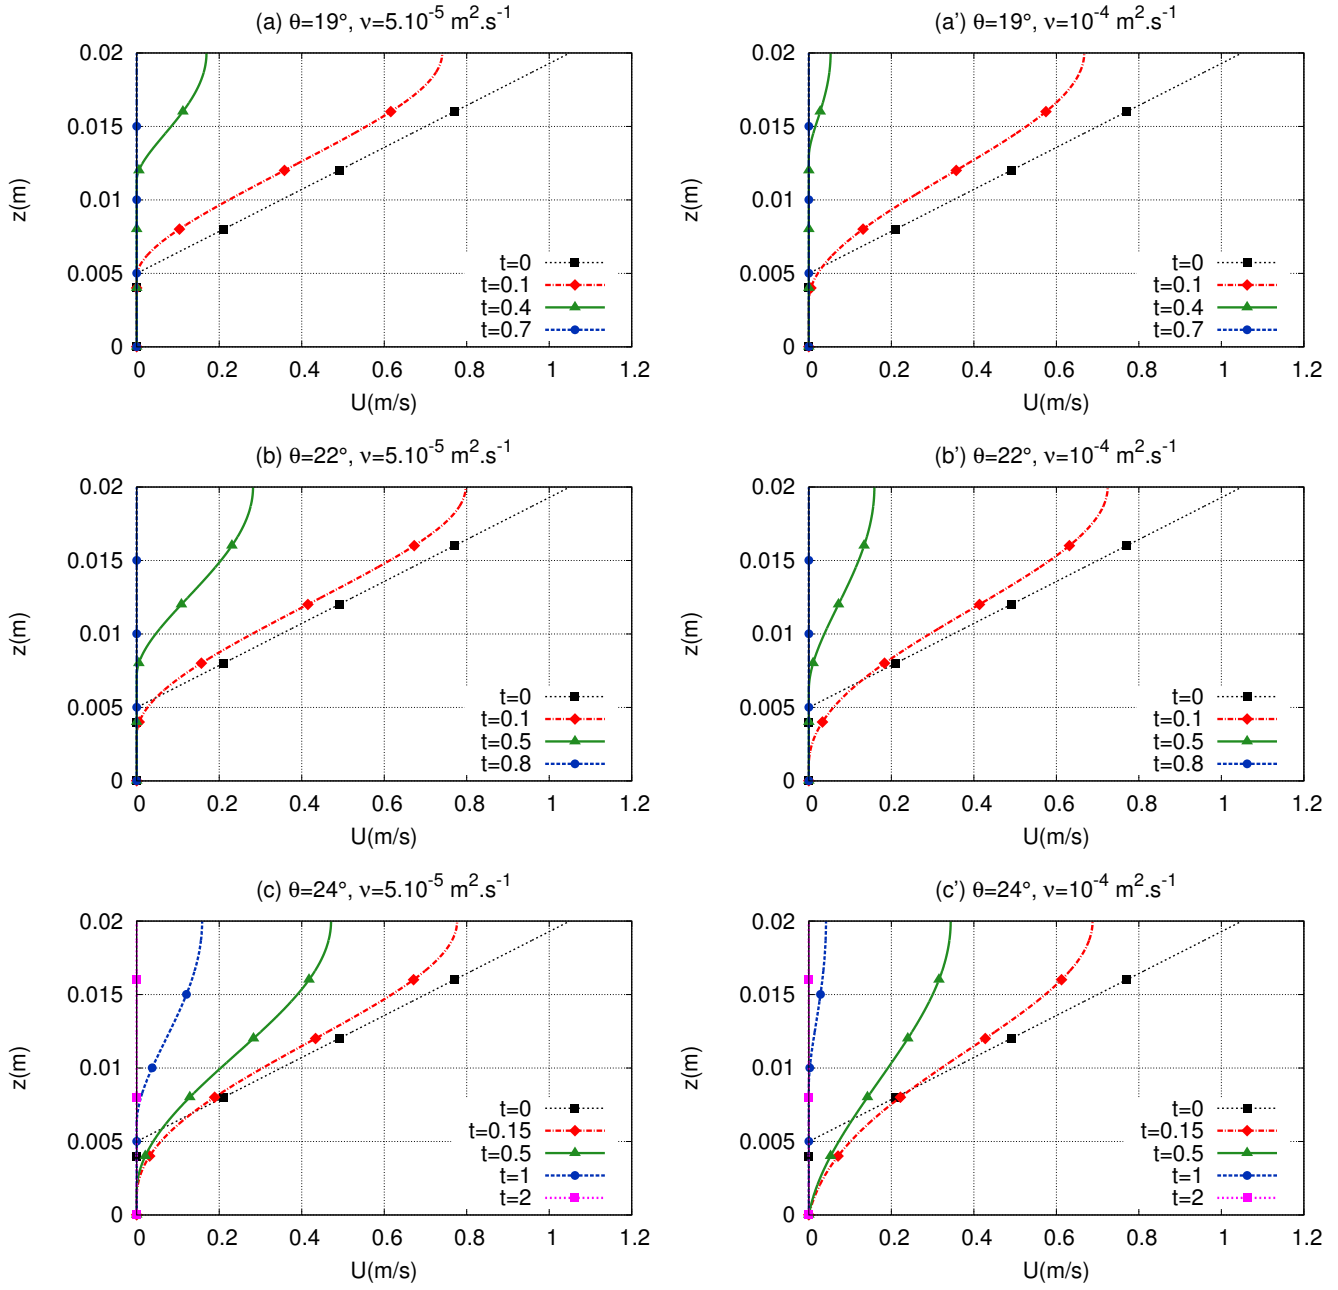 (a) θ=19°, ν=5.10⁻⁵ m².s⁻¹
0.02
0.015
0.01
0.005
0
z(m)
t=0
t=0.1
t=0.4
t=0.7
0 0.2 0.4 0.6 0.8 1 1.2
U(m/s)
(a') θ=19°, ν=10⁻⁴ m².s⁻¹
0.02
0.015
0.01
0.005
0
z(m)
t=0
t=0.1
t=0.4
t=0.7
0 0.2 0.4 0.6 0.8 1 1.2
U(m/s)
(b) θ=22°, ν=5.10⁻⁵ m².s⁻¹
0.02
0.015
0.01
0.005
0
z(m)
t=0
t=0.1
t=0.5
t=0.8
0 0.2 0.4 0.6 0.8 1 1.2
U(m/s)
(b') θ=22°, ν=10⁻⁴ m².s⁻¹
0.02
0.015
0.01
0.005
0
z(m)
t=0
t=0.1
t=0.5
t=0.8
0 0.2 0.4 0.6 0.8 1 1.2
U(m/s)
(c) θ=24°, ν=5.10⁻⁵ m².s⁻¹
0.02
0.015
0.01
0.005
0
z(m)
t=0
t=0.15
t=0.5
t=1
t=2
0 0.2 0.4 0.6 0.8 1 1.2
U(m/s)
(c') θ=24°, ν=10⁻⁴ m².s⁻¹
0.02
0.015
0.01
0.005
0
z(m)
t=0
t=0.15
t=0.5
t=1
t=2
0 0.2 0.4 0.6 0.8 1 1.2
U(m/s)